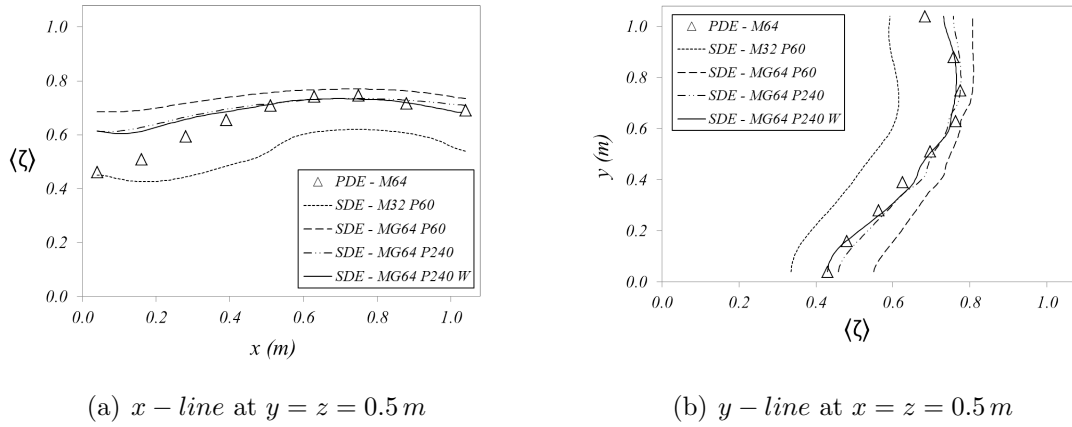 1.0
0.8
0.6
⟨ζ⟩
0.4
0.2
0.0
PDE - M64
SDE - M32 P60
SDE - MG64 P60
SDE - MG64 P240
SDE - MG64 P240 W
0.0 0.2 0.4 0.6 0.8 1.0
x (m)
(a) x − line at y = z = 0.5 m
1.0
0.8
0.6
y (m)
0.4
0.2
0.0
PDE - M64
SDE - M32 P60
SDE - MG64 P60
SDE - MG64 P240
SDE - MG64 P240 W
0.0 0.2 0.4 0.6 0.8 1.0
⟨ζ⟩
(b) y − line at x = z = 0.5 m